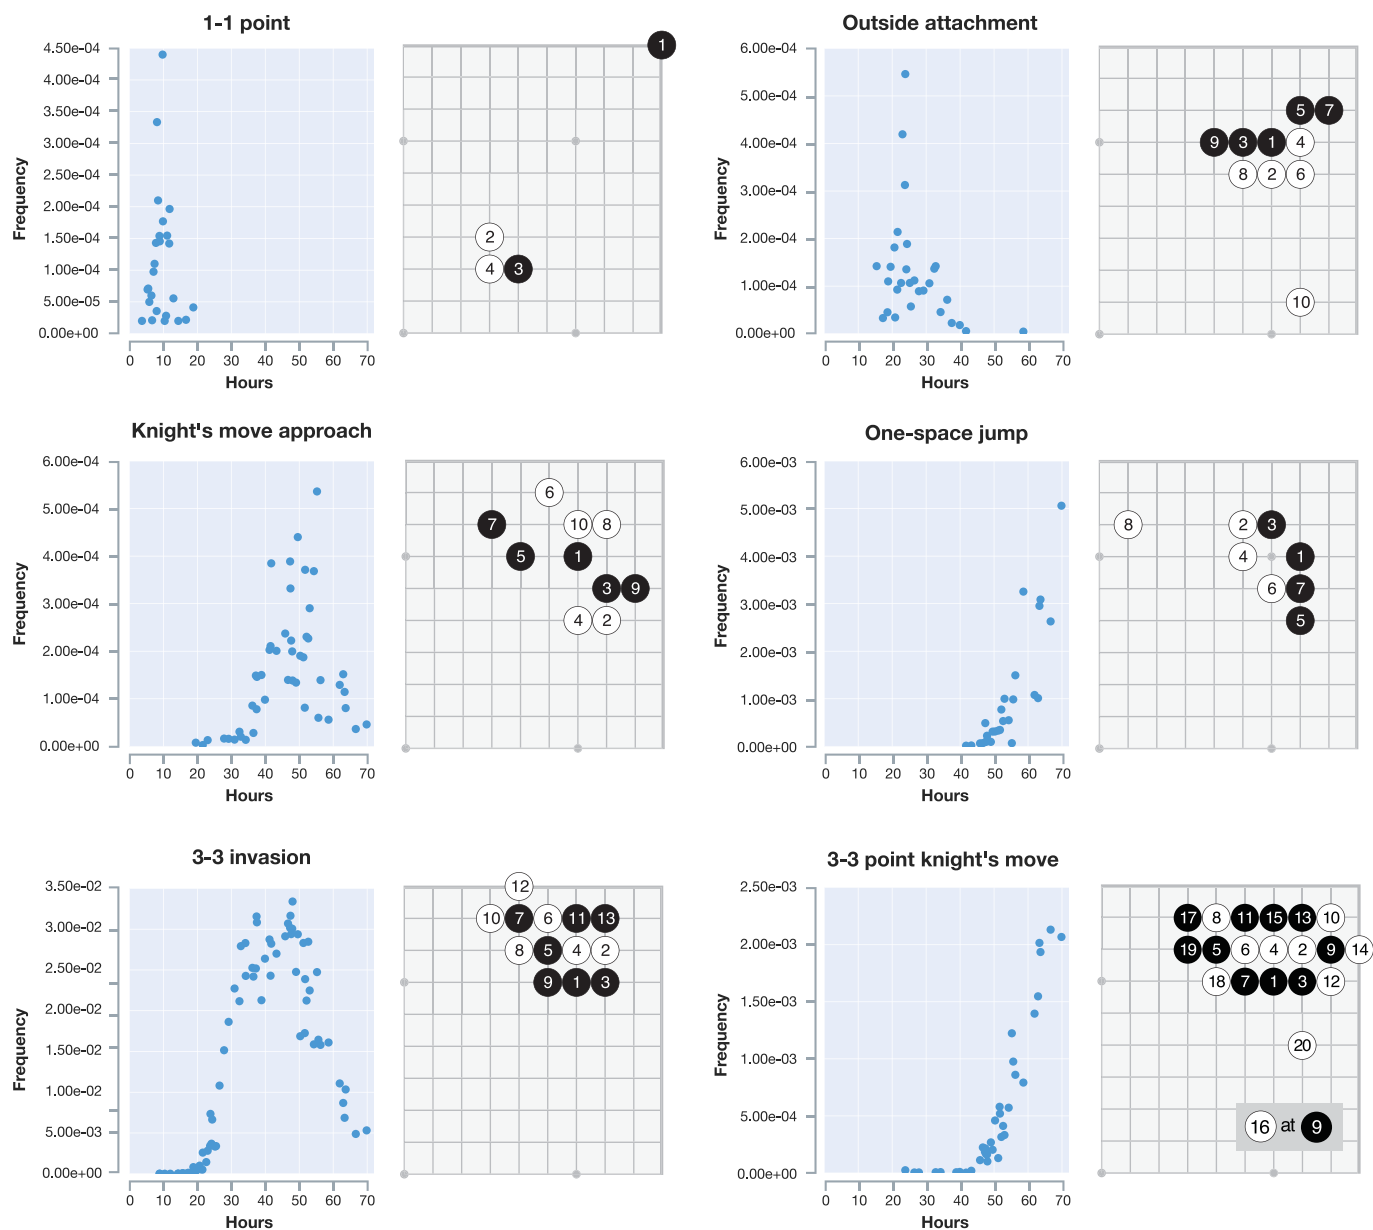 1-1 point
4.50e-04
4.00e-04
3.50e-04
3.00e-04
2.50e-04
2.00e-04
1.50e-04
1.00e-04
5.00e-05
0.00e+00
Frequency
0 10 20 30 40 50 60 70
Hours
1
2
4 3
Outside attachment
6.00e-04
5.00e-04
4.00e-04
3.00e-04
2.00e-04
1.00e-04
0.00e+00
Frequency
0 10 20 30 40 50 60 70
Hours
5 7
9 3 1 4
8 2 6
10
Knight's move approach
6.00e-04
5.00e-04
4.00e-04
3.00e-04
2.00e-04
1.00e-04
0.00e+00
Frequency
0 10 20 30 40 50 60 70
Hours
6
7 10 8
5 1
3 9
4 2
One-space jump
6.00e-03
5.00e-03
4.00e-03
3.00e-03
2.00e-03
1.00e-03
0.00e+00
Frequency
0 10 20 30 40 50 60 70
Hours
8 2 3
4 1
6 7
5
3-3 invasion
3.50e-02
3.00e-02
2.50e-02
2.00e-02
1.50e-02
1.00e-02
5.00e-03
0.00e+00
Frequency
0 10 20 30 40 50 60 70
Hours
12
10 7 6 11 13
8 5 4 2
9 1 3
3-3 point knight's move
2.50e-03
2.00e-03
1.50e-03
1.00e-03
5.00e-04
0.00e+00
Frequency
0 10 20 30 40 50 60 70
Hours
17 8 11 15 13 10
19 5 6 4 2 9 14
18 7 1 3 12
20
16 at 9